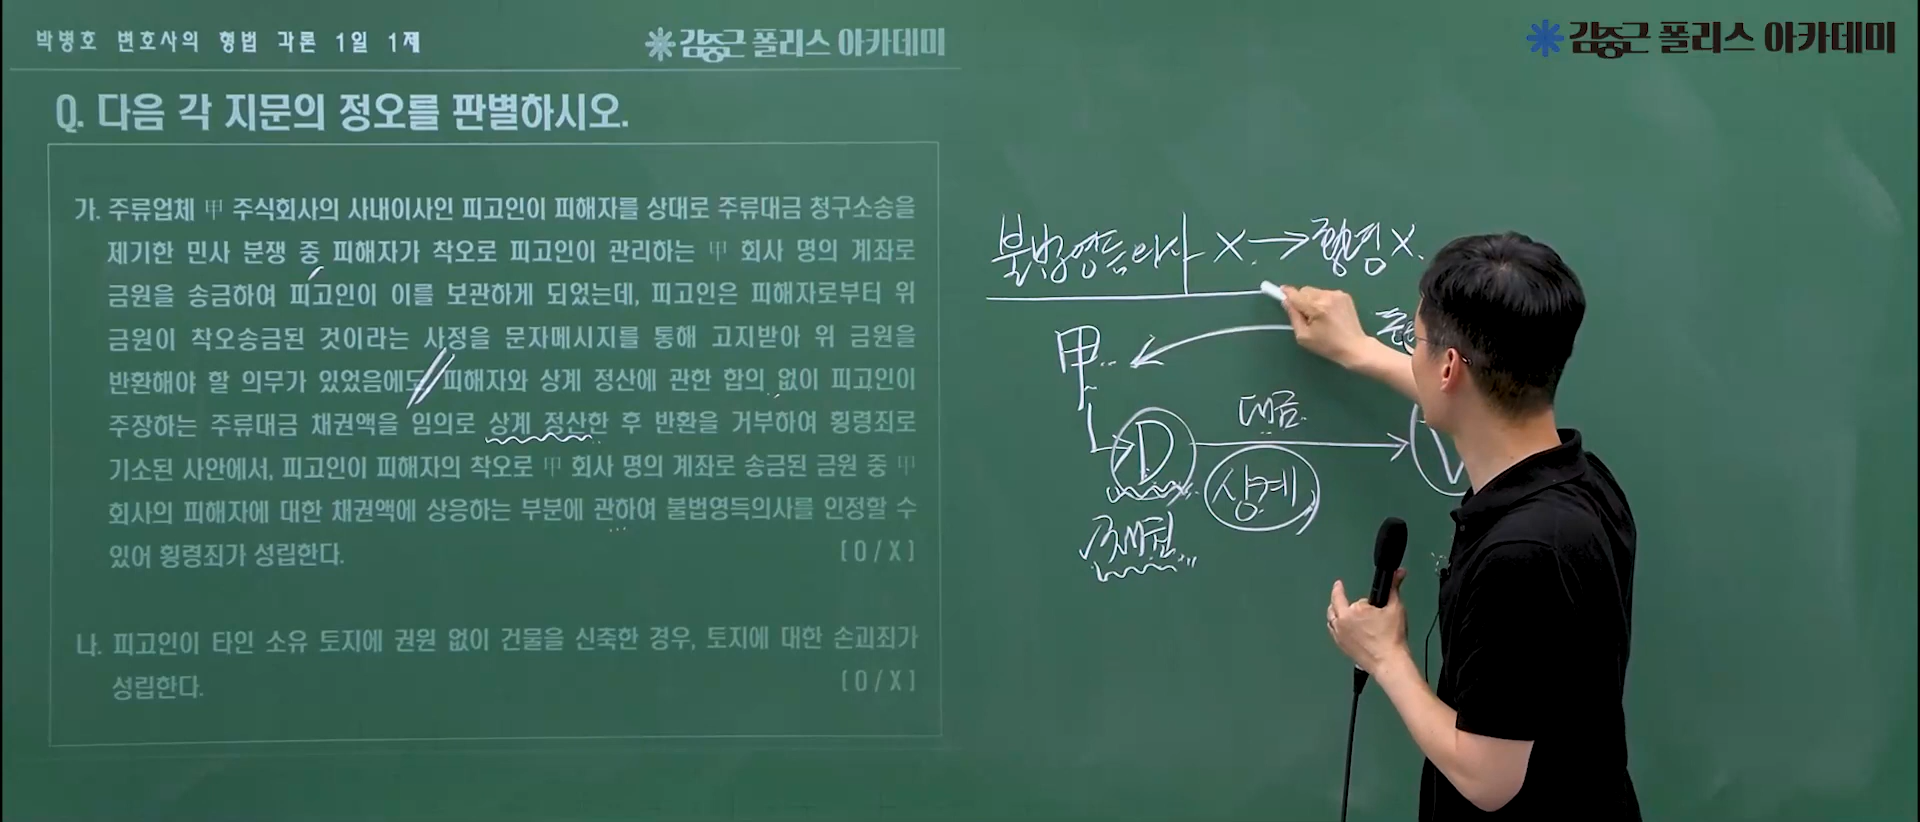 박병호 변호사의 형법 각론 1일 1제
김중근 폴리스 아카데미
김중근 폴리스 아카데미
Q. 다음 각 지문의 정오를 판별하시오.
가. 주류업체 甲 주식회사의 사내이사인 피고인이 피해자를 상대로 주류대금 청구소송을
제기한 민사 분쟁 중 피해자가 착오로 피고인이 관리하는 甲 회사 명의 계좌로
금원을 송금하여 피고인이 이를 보관하게 되었는데, 피고인은 피해자로부터 위
금원이 착오송금된 것이라는 사정을 문자메시지를 통해 고지받아 위 금원을
반환해야 할 의무가 있었음에도 피해자와 상계 정산에 관한 합의 없이 피고인이
주장하는 주류대금 채권액을 임의로 상계 정산한 후 반환을 거부하여 횡령죄로
기소된 사안에서, 피고인이 피해자의 착오로 甲 회사 명의 계좌로 송금된 금원 중 甲
회사의 피해자에 대한 채권액에 상응하는 부분에 관하여 불법영득의사를 인정할 수
있어 횡령죄가 성립한다. [ O / X ]
나. 피고인이 타인 소유 토지에 권원 없이 건물을 신축한 경우, 토지에 대한 손괴죄가
성립한다. [ O / X ]
불법영득의사 X → 횡령 X
甲
D 대금
상계
채권